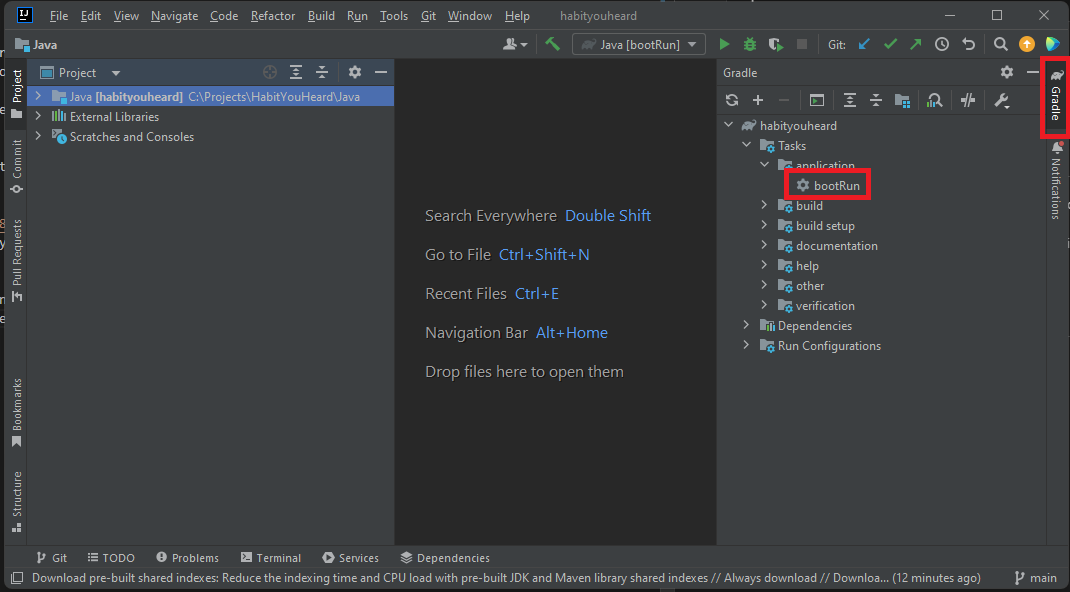 File Edit View Navigate Code Refactor Build Run Tools Git Window Help habityouheard
Java
Java [bootRun]
Git:
Project
Java [habityouheard] C:\Projects\HabitYouHeard\Java
External Libraries
Scratches and Consoles
Project
Commit
Pull Requests
Bookmarks
Structure
Search Everywhere Double Shift
Go to File Ctrl+Shift+N
Recent Files Ctrl+E
Navigation Bar Alt+Home
Drop files here to open them
Gradle
habityouheard
Tasks
application
bootRun
build
build setup
documentation
help
other
verification
Dependencies
Run Configurations
Gradle
Notifications
Git TODO Problems Terminal Services Dependencies
Download pre-built shared indexes: Reduce the indexing time and CPU load with pre-built JDK and Maven library shared indexes // Always download // Downloa... (12 minutes ago) main